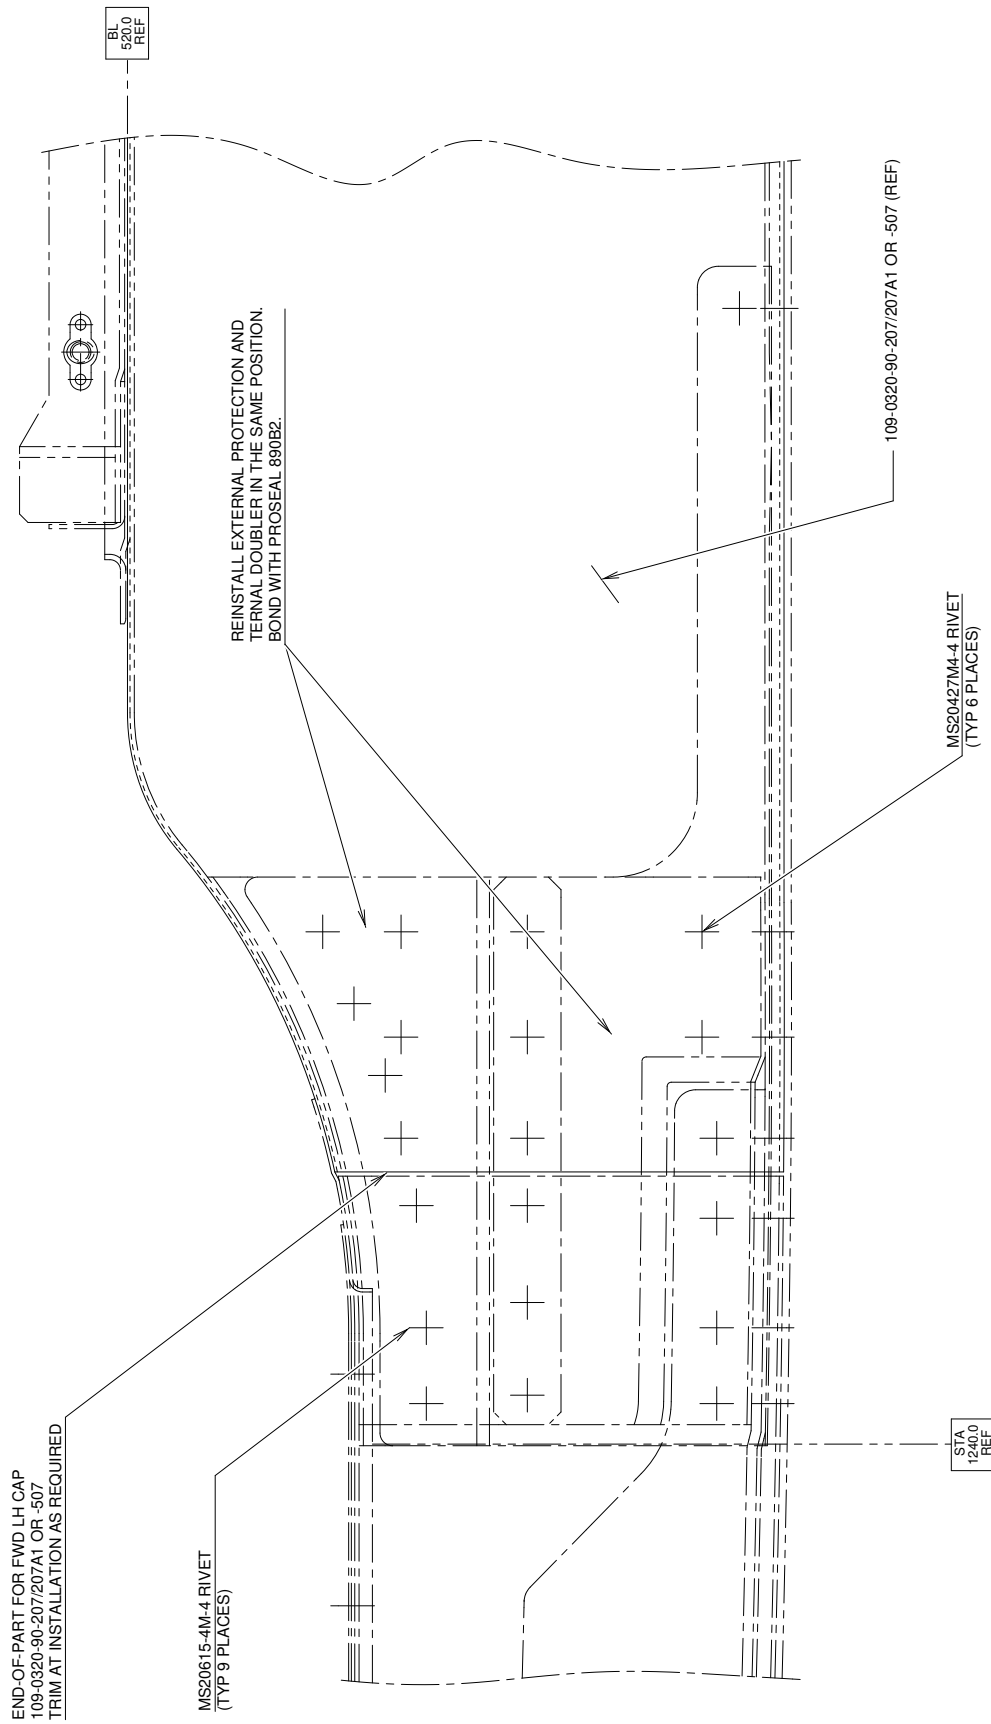 BL
520.0
REF
REINSTALL EXTERNAL PROTECTION AND
TERNAL DOUBLER IN THE SAME POSITION.
BOND WITH PROSEAL 890B2.
109-0320-90-207/207A1 OR -507 (REF)
MS20427M4-4 RIVET
(TYP 6 PLACES)
END-OF-PART FOR FWD LH CAP
109-0320-90-207/207A1 OR -507
TRIM AT INSTALLATION AS REQUIRED
MS20615-4M-4 RIVET
(TYP 9 PLACES)
STA
1240.0
REF